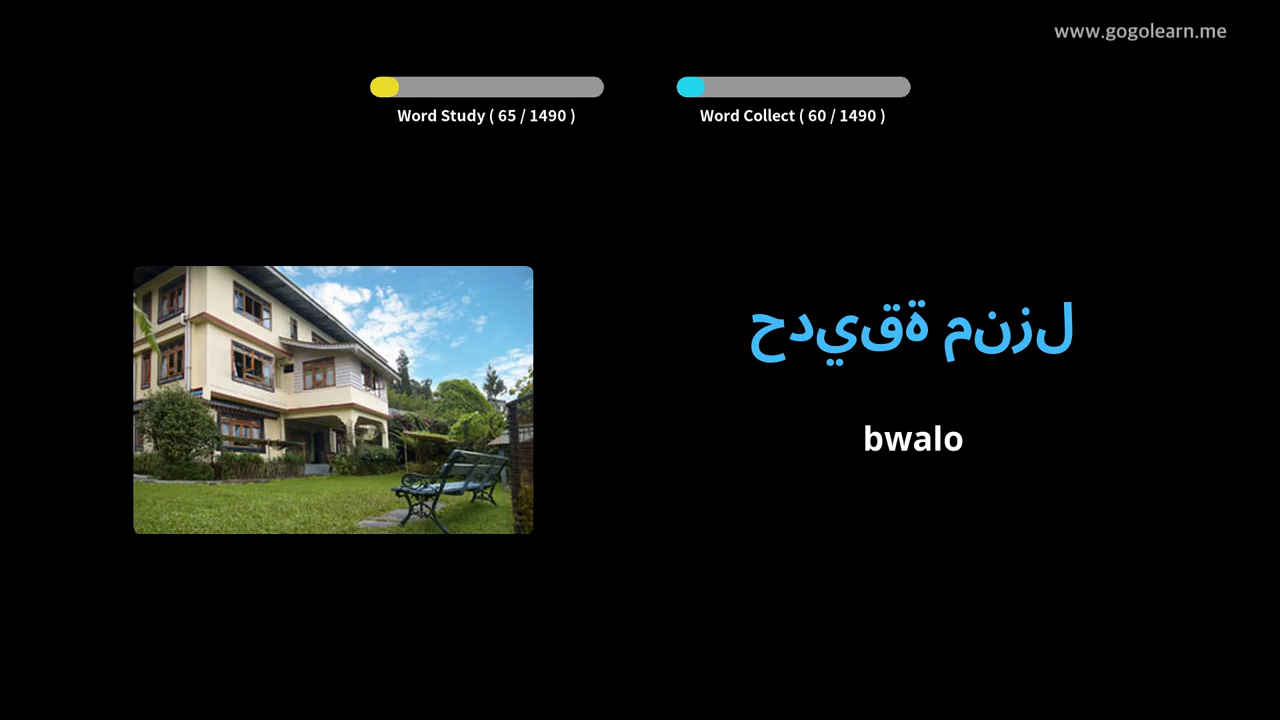 www.gogolearn.me
Word Study ( 65 / 1490 )
Word Collect ( 60 / 1490 )
حديقة منزل
bwalo